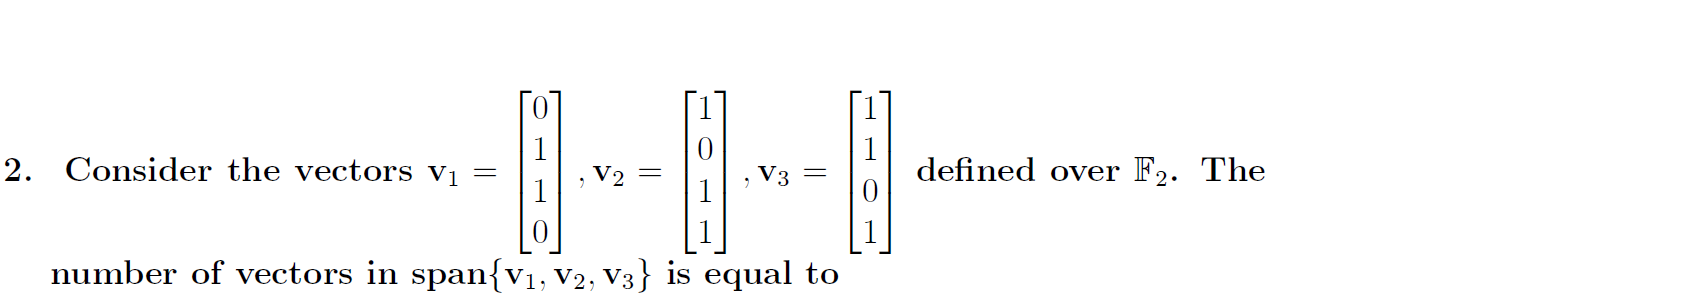 2. Consider the vectors v₁ = [0 1 1 0], v₂ = [1 0 1 1], v₃ = [1 1 0 1] defined over 𝔽₂. The
number of vectors in span{v₁, v₂, v₃} is equal to